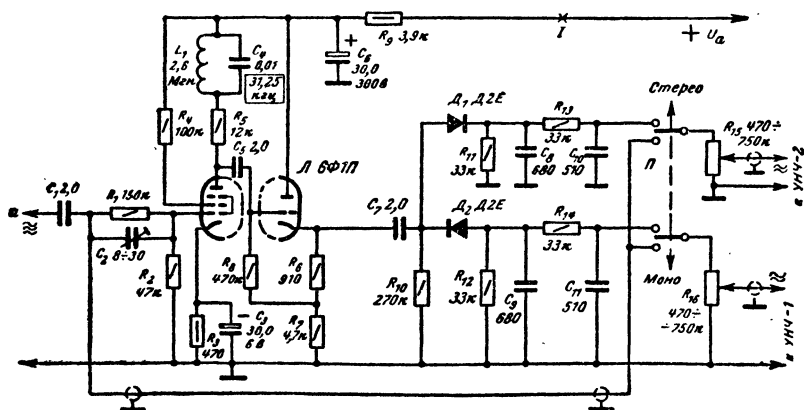 R9 3,9к
I
+ Uа
L1
2,6
Мгн
C4
0,01
31,25
кгц
+
C6
30,0
300 в
R4
100к
R5
12к
C5 2,0
Л 6Ф1П
Д1 Д2Е
R13
33к
R11
33к
C8
680
C10
510
Стерео
П
R15 470÷
750к
к УНЧ-2
а
C1 2,0
R1 150к
C2 8÷30
R2
47к
R8
470к
R6
910
C7 2,0
Д2 Д2Е
R14
33к
R10
270к
R12
33к
C9
680
C11
510
Моно
R16
470÷
÷750к
к УНЧ-1
R3
470
C3
30,0
6 в
R7
4,7к